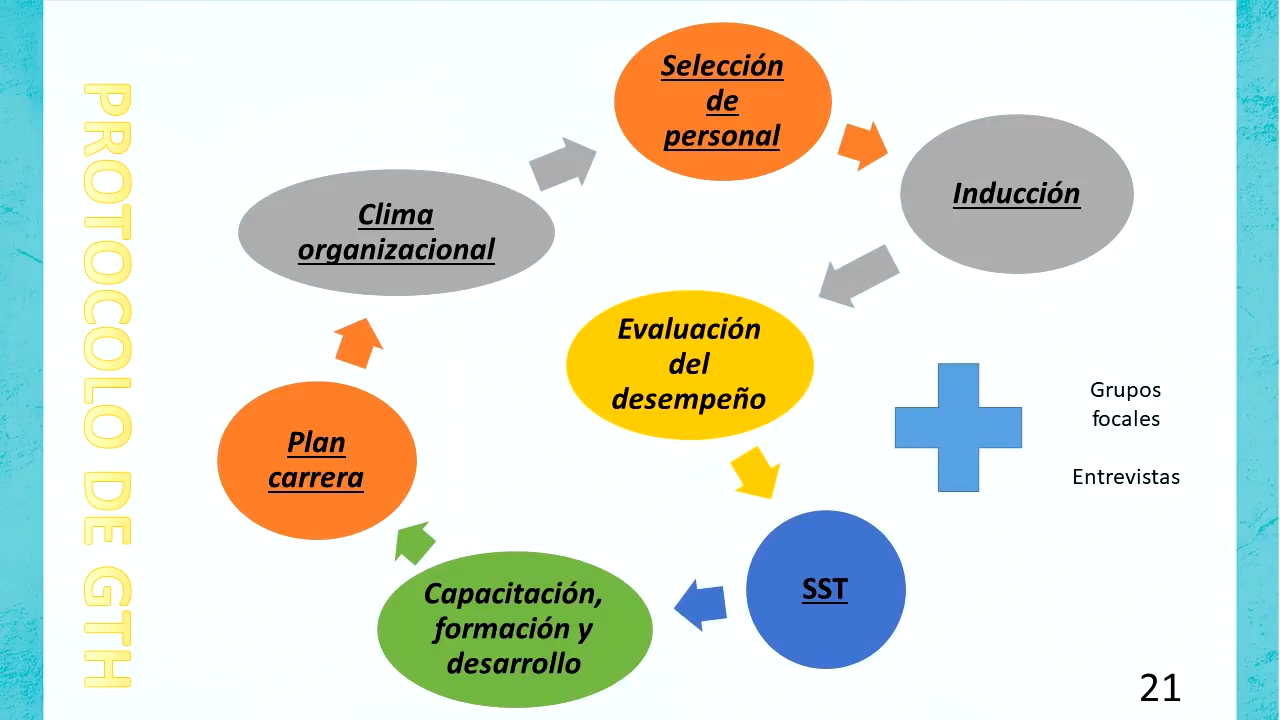 PROTOCOLO DE GTH
Selección
de
personal
Inducción
Clima
organizacional
Evaluación
del
desempeño
Plan
carrera
Grupos
focales
Entrevistas
SST
Capacitación,
formación y
desarrollo
21